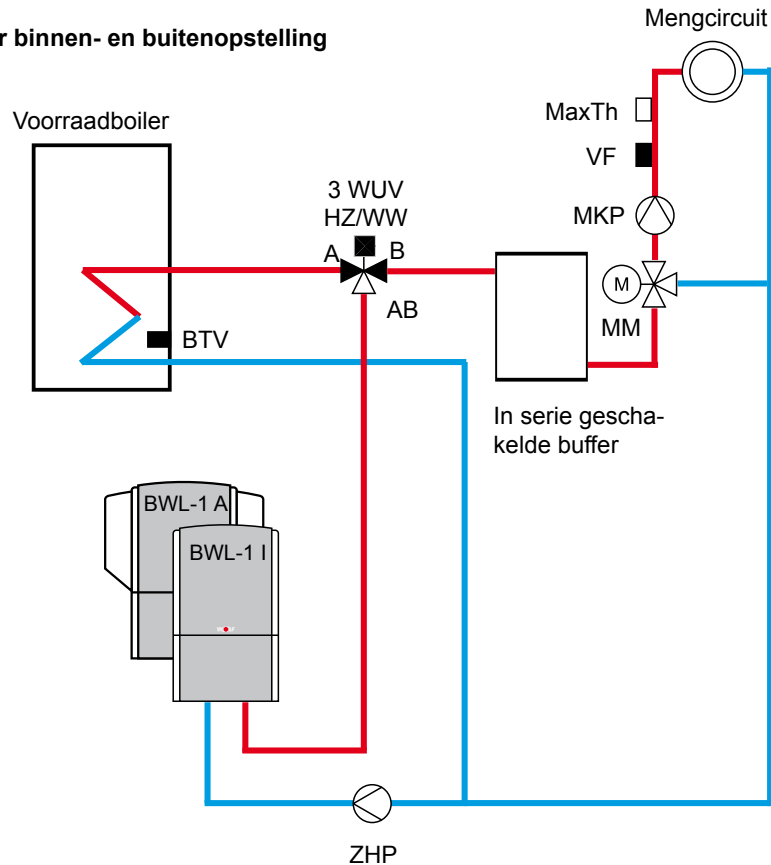 binnen- en buitenopstelling
Mengcircuit
Voorraadboiler
MaxTh
VF
3 WUV
HZ/WW
MKP
A
B
M
AB
MM
BTV
In serie gescha-
kelde buffer
BWL-1 A
BWL-1 I
ZHP